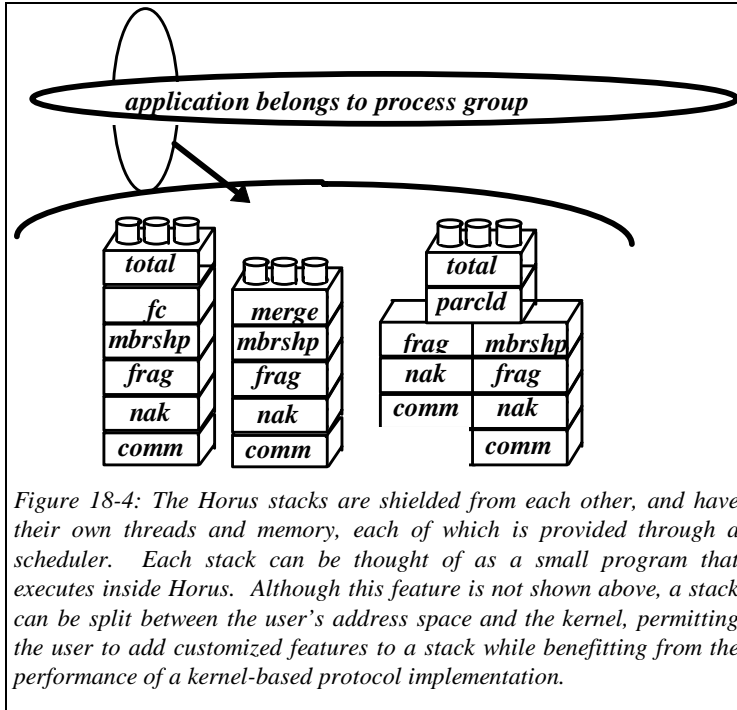 application belongs to process group
total
fc
mbrshp
frag
nak
comm
merge
mbrshp
frag
nak
comm
total
parcld
frag
nak
comm
mbrshp
frag
nak
comm
Figure 18-4: The Horus stacks are shielded from each other, and have
their own threads and memory, each of which is provided through a
scheduler. Each stack can be thought of as a small program that
executes inside Horus. Although this feature is not shown above, a stack
can be split between the user's address space and the kernel, permitting
the user to add customized features to a stack while benefitting from the
performance of a kernel-based protocol implementation.